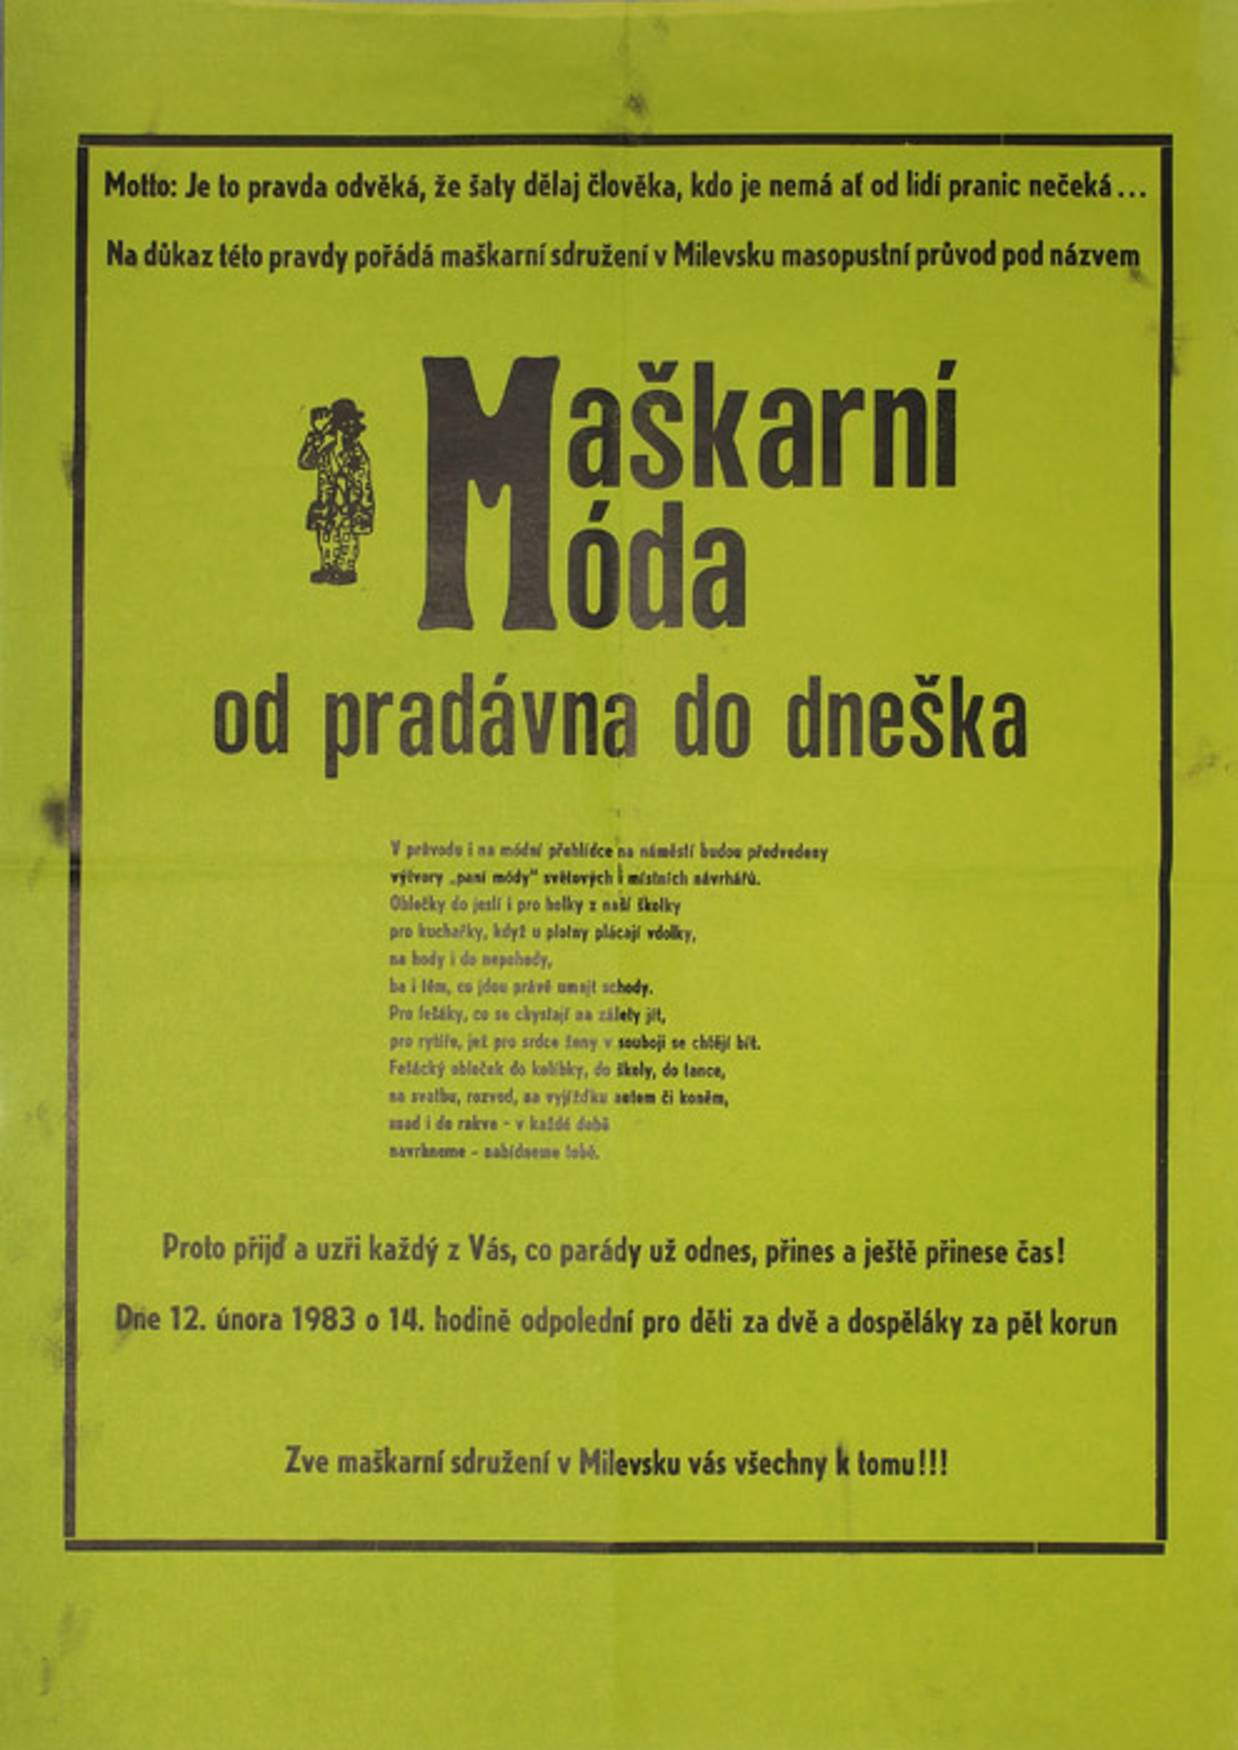 Motto: Je to pravda odvěká, že šaty dělaj člověka, kdo je nemá ať od lidí pranic nečeká...
Na důkaz této pravdy pořádá maškarní sdružení v Milevsku masopustní průvod pod názvem
Maškarní
Móda
od pradávna do dneška
V průvodu i na módní přehlídce na náměstí budou předvedeny
výtvory „paní módy" světových i místních návrhářů.
Oblečky do jeslí i pro holky z naší školky
pro kuchařky, když u plotny plácají vdolky,
na hody i do nepohody,
ba i těm, co jdou právě umejt schody.
Pro fešáky, co se chystají na zálety jít,
pro rytíře, jež pro srdce ženy v souboji se chtějí bít.
Fešácký obleček do kolíbky, do školy, do tance,
na svatbu, rozvod, na vyjížďku autem či koněm,
snad i do rakve - v každé době
navrhneme - nabídneme tobě.
Proto přijď a uzři každý z Vás, co parády už odnes, přines a ještě přinese čas!
Dne 12. února 1983 o 14. hodině odpolední pro děti za dvě a dospěláky za pět korun
Zve maškarní sdružení v Milevsku vás všechny k tomu!!!